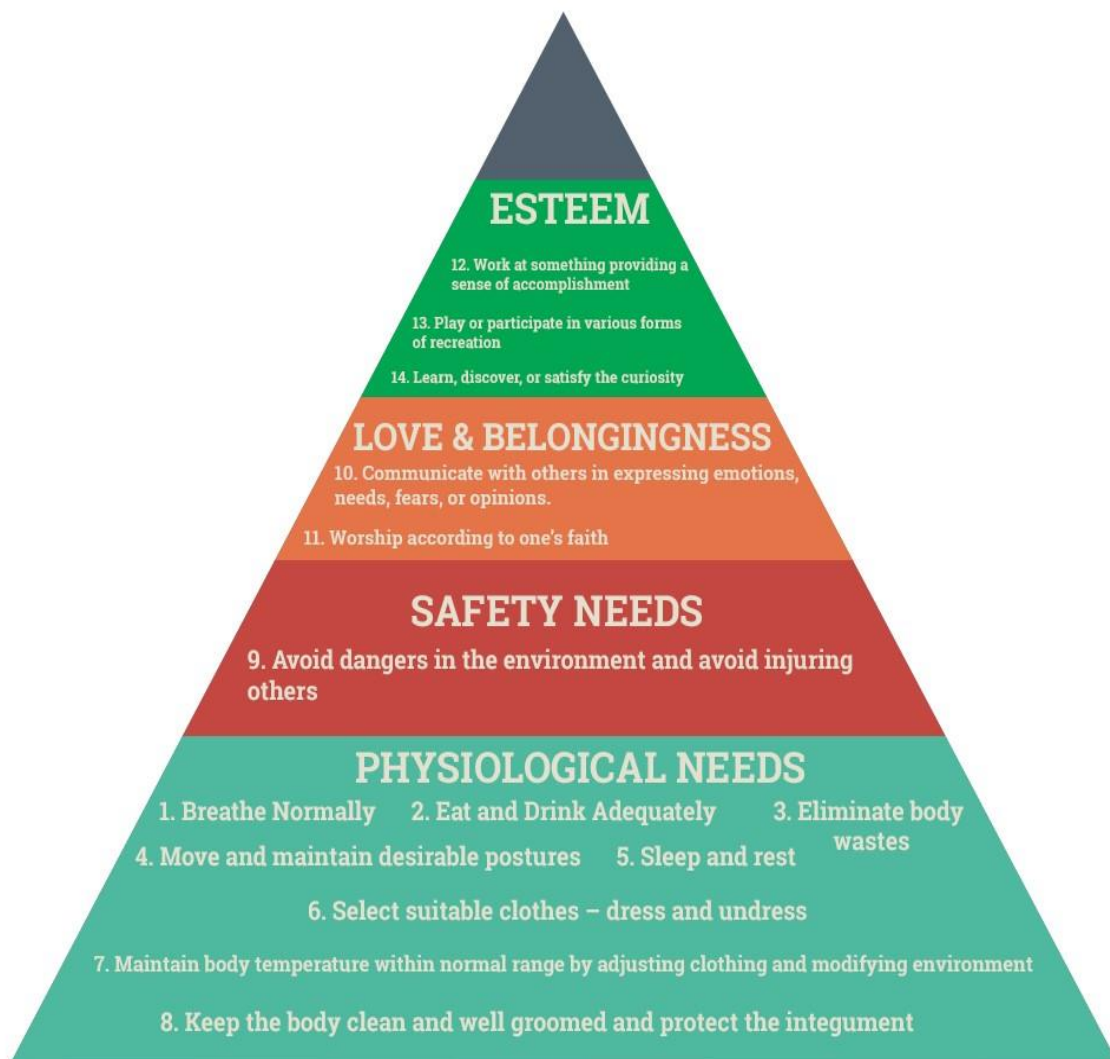 ESTEEM
12. Work at something providing a
sense of accomplishment
13. Play or participate in various forms
of recreation
14. Learn, discover, or satisfy the curiosity
LOVE & BELONGINGNESS
10. Communicate with others in expressing emotions,
needs, fears, or opinions.
11. Worship according to one's faith
SAFETY NEEDS
9. Avoid dangers in the environment and avoid injuring
others
PHYSIOLOGICAL NEEDS
1. Breathe Normally
2. Eat and Drink Adequately
3. Eliminate body
wastes
4. Move and maintain desirable postures
5. Sleep and rest
6. Select suitable clothes – dress and undress
7. Maintain body temperature within normal range by adjusting clothing and modifying environment
8. Keep the body clean and well groomed and protect the integument